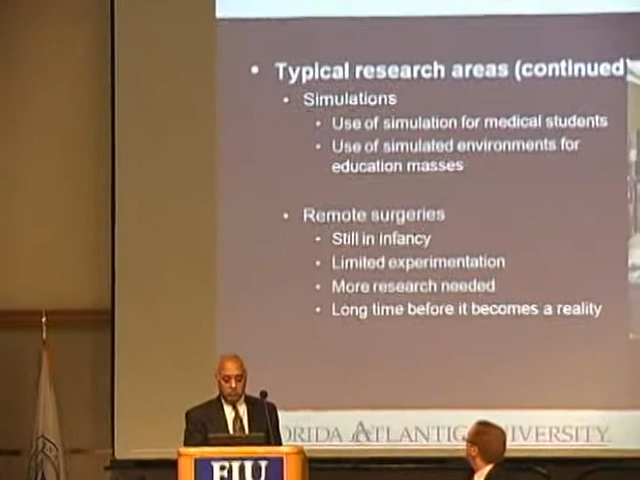 • Typical research areas (continued)
• Simulations
• Use of simulation for medical students
• Use of simulated environments for
education masses
• Remote surgeries
• Still in infancy
• Limited experimentation
• More research needed
• Long time before it becomes a reality
ORIDA ATLANTIC UNIVERSITY
FIU